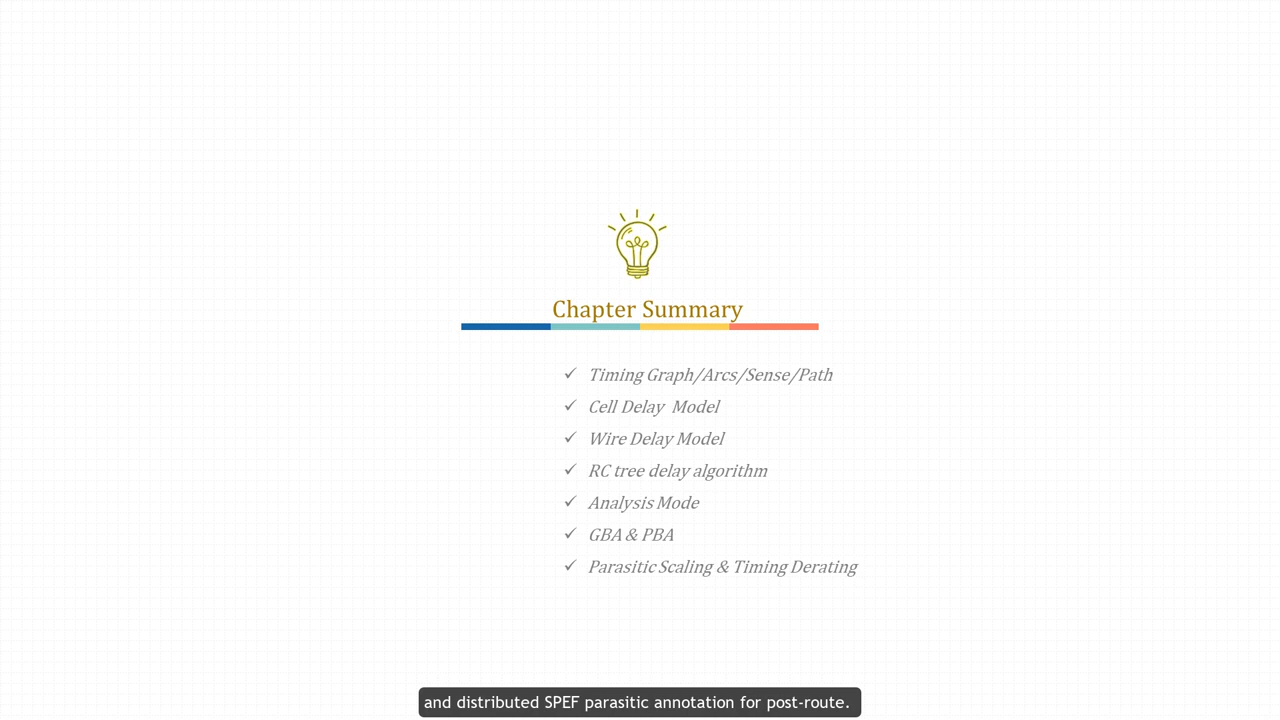 Chapter Summary
✓ Timing Graph/Arcs/Sense/Path
✓ Cell Delay Model
✓ Wire Delay Model
✓ RC tree delay algorithm
✓ Analysis Mode
✓ GBA & PBA
✓ Parasitic Scaling & Timing Derating
and distributed SPEF parasitic annotation for post-route.